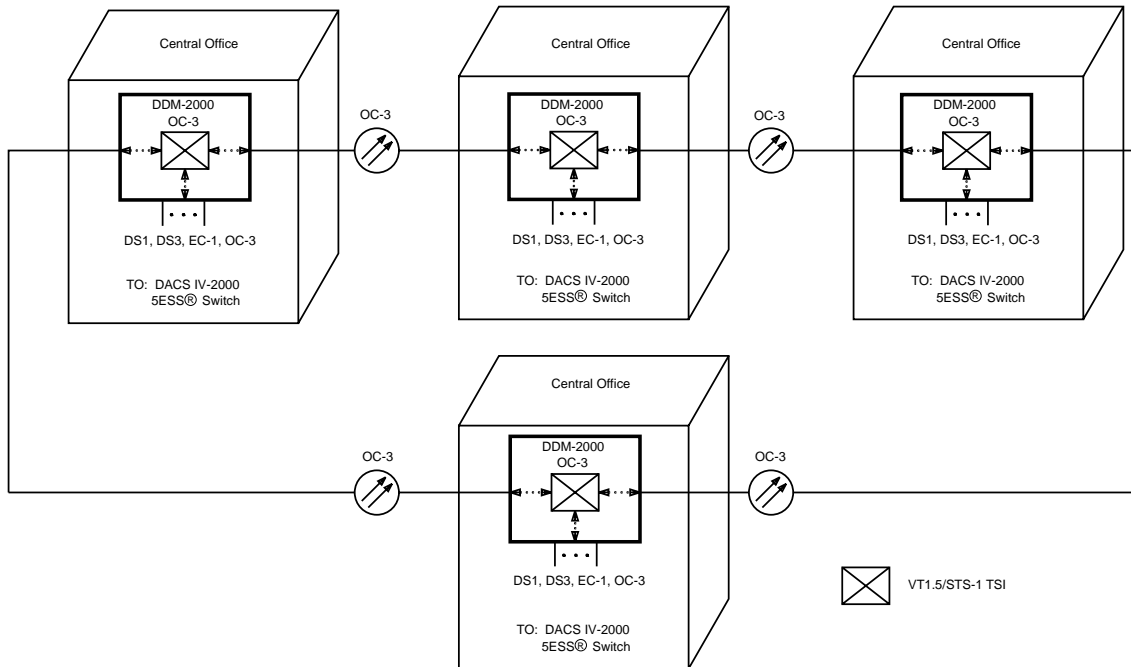 Central Office
DDM-2000
OC-3
DS1, DS3, EC-1, OC-3
TO: DACS IV-2000
5ESS® Switch
OC-3
Central Office
DDM-2000
OC-3
DS1, DS3, EC-1, OC-3
TO: DACS IV-2000
5ESS® Switch
OC-3
Central Office
DDM-2000
OC-3
DS1, DS3, EC-1, OC-3
TO: DACS IV-2000
5ESS® Switch
OC-3
Central Office
DDM-2000
OC-3
DS1, DS3, EC-1, OC-3
TO: DACS IV-2000
5ESS® Switch
OC-3
VT1.5/STS-1 TSI